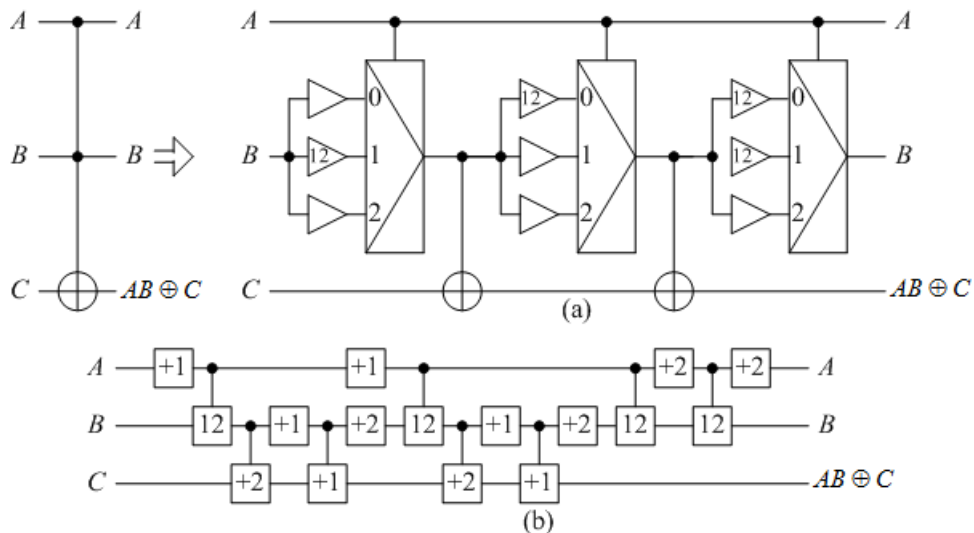 A A A A
0 0 0
12 12
B B B 12 1 1 12 1 B
2 2 2
C AB ⊕ C C AB ⊕ C
(a)
A +1 +1 +2 +2 A
B 12 +1 +2 12 +1 +2 12 12 B
C +2 +1 +2 +1 AB ⊕ C
(b)